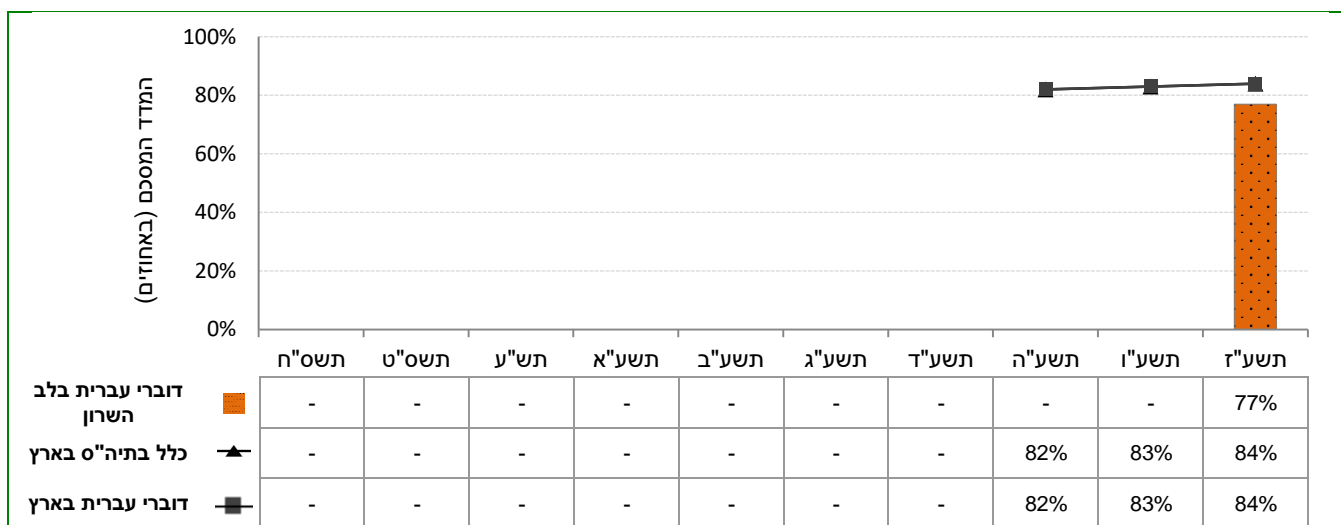 המדד המסכם (באחוזים)
100%
80%
60%
40%
20%
0%
תשס"ח תשס"ט תש"ע תשע"א תשע"ב תשע"ג תשע"ד תשע"ה תשע"ו תשע"ז
דוברי עברית בלב
השרון
- - - - - - - - - 77%
כלל בתיה"ס בארץ - - - - - - - 82% 83% 84%
דוברי עברית בארץ - - - - - - - 82% 83% 84%